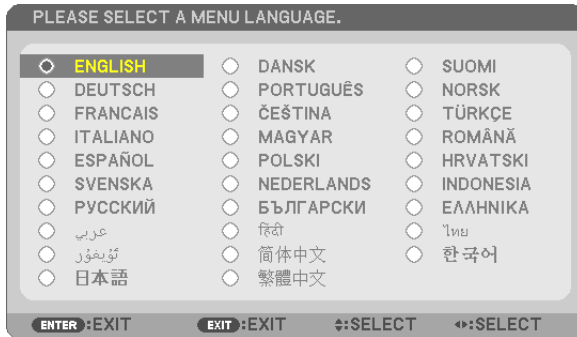 PLEASE SELECT A MENU LANGUAGE.
ENGLISH DANSK SUOMI
DEUTSCH PORTUGUÊS NORSK
FRANCAIS ČEŠTINA TÜRKÇE
ITALIANO MAGYAR ROMÂNĂ
ESPAÑOL POLSKI HRVATSKI
SVENSKA NEDERLANDS INDONESIA
РУССКИЙ БЪЛГАРСКИ ΕΛΛΗΝΙΚΑ
عربي हिंदी ไทย
ئۇيغۇر 简体中文 한국어
日本語 繁體中文
ENTER:EXIT EXIT:EXIT :SELECT :SELECT